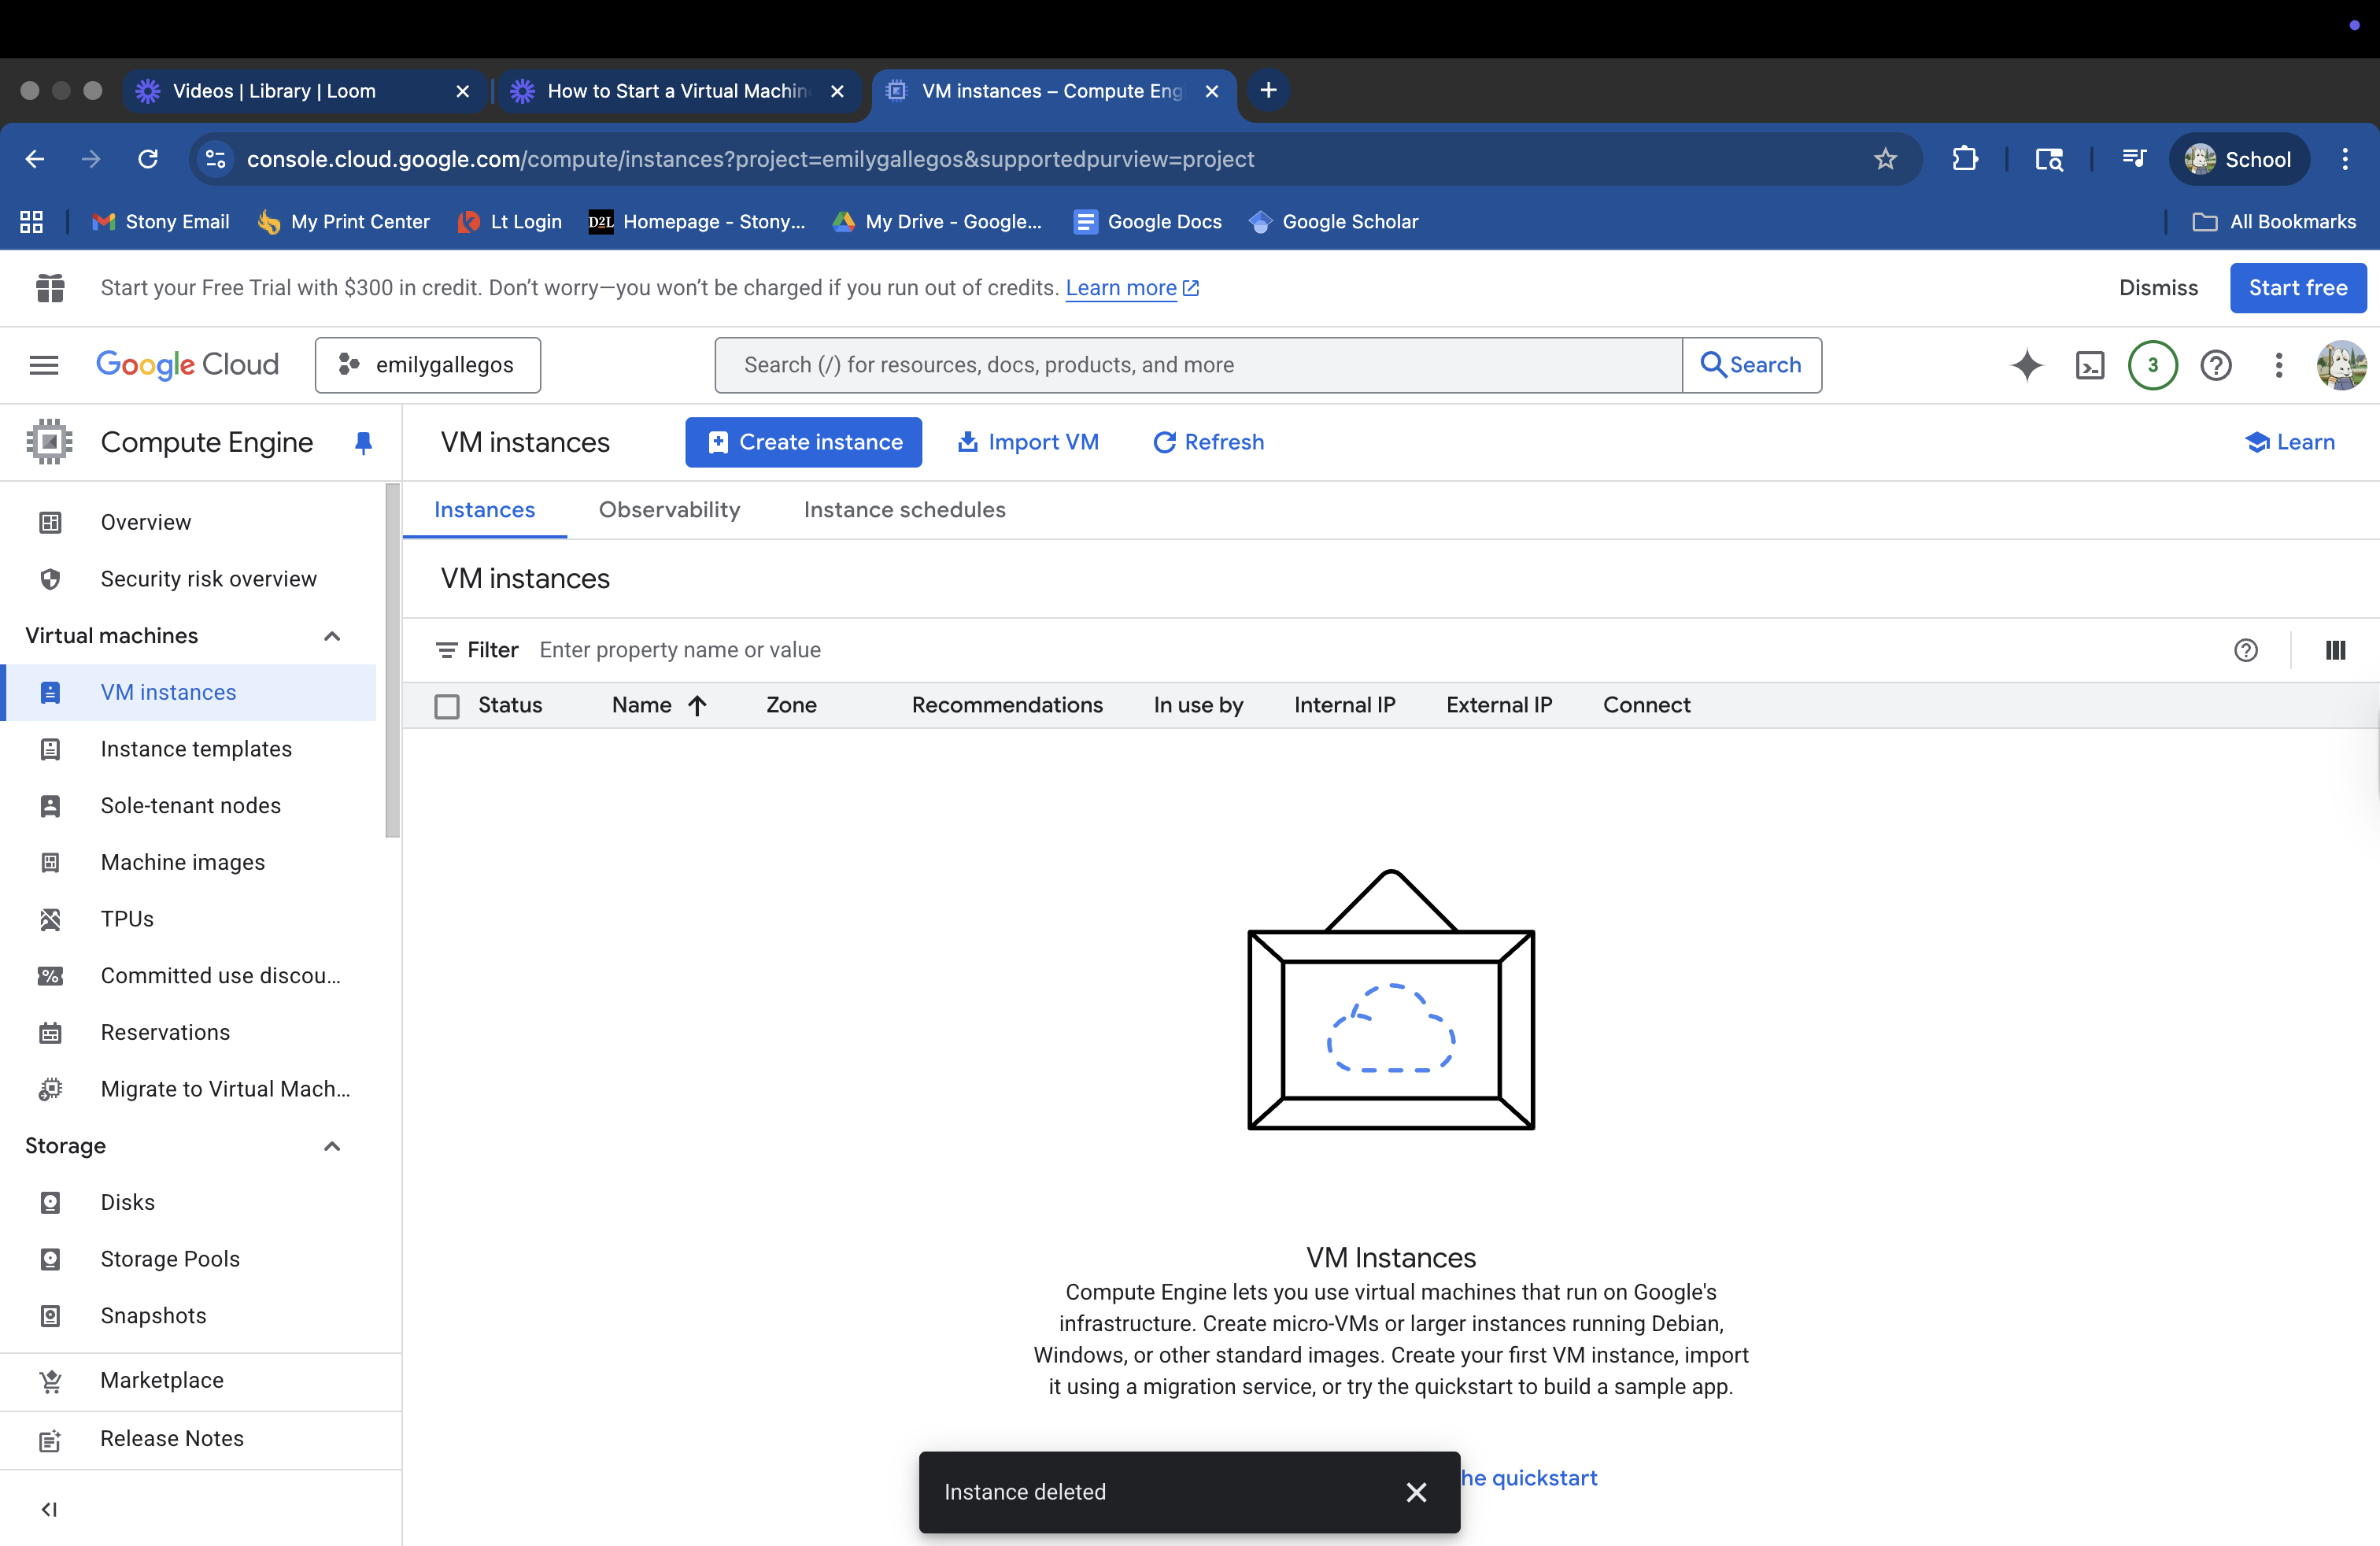 Videos | Library | Loom
How to Start a Virtual Machin
VM instances – Compute Eng
console.cloud.google.com/compute/instances?project=emilygallegos&supportedpurview=project
School
Stony Email
My Print Center
Lt Login
D2L
Homepage - Stony...
My Drive - Google...
Google Docs
Google Scholar
All Bookmarks
Start your Free Trial with $300 in credit. Don't worry—you won't be charged if you run out of credits. Learn more
Dismiss
Start free
Google Cloud
emilygallegos
Search (/) for resources, docs, products, and more
Search
3
Compute Engine
VM instances
Create instance
Import VM
Refresh
Learn
Overview
Security risk overview
Virtual machines
VM instances
Instance templates
Sole-tenant nodes
Machine images
TPUs
Committed use discou...
Reservations
Migrate to Virtual Mach...
Storage
Disks
Storage Pools
Snapshots
Marketplace
Release Notes
Instances
Observability
Instance schedules
VM instances
Filter
Enter property name or value
Status
Name
Zone
Recommendations
In use by
Internal IP
External IP
Connect
VM Instances
Compute Engine lets you use virtual machines that run on Google's
infrastructure. Create micro-VMs or larger instances running Debian,
Windows, or other standard images. Create your first VM instance, import
it using a migration service, or try the quickstart to build a sample app.
he quickstart
Instance deleted